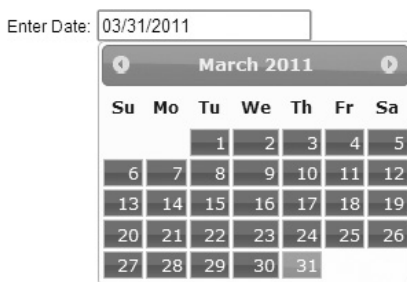 Enter Date: 03/31/2011
March 2011
Su Mo Tu We Th Fr Sa
1 2 3 4 5
6 7 8 9 10 11 12
13 14 15 16 17 18 19
20 21 22 23 24 25 26
27 28 29 30 31